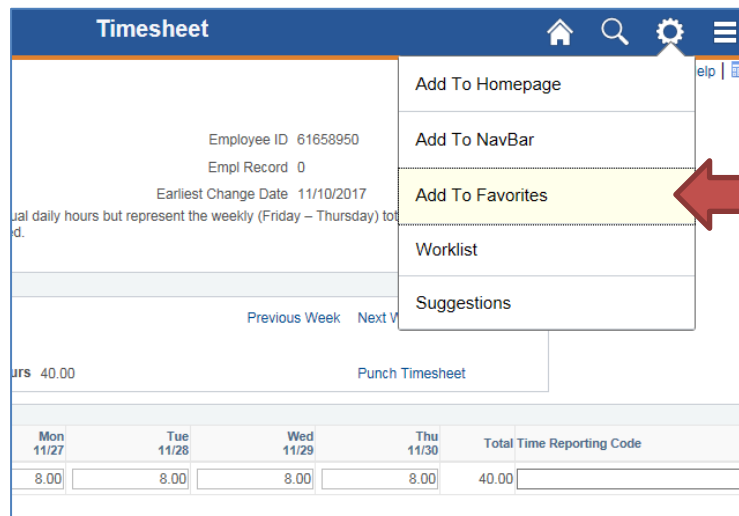 Timesheet
elp |
Add To Homepage
Add To NavBar
Add To Favorites
Worklist
Suggestions
Employee ID 61658950
Empl Record 0
Earliest Change Date 11/10/2017
ual daily hours but represent the weekly (Friday – Thursday) tot
ed.
Previous Week Next W
urs 40.00 Punch Timesheet
Mon Tue Wed Thu Total Time Reporting Code
11/27 11/28 11/29 11/30
8.00 8.00 8.00 8.00 40.00